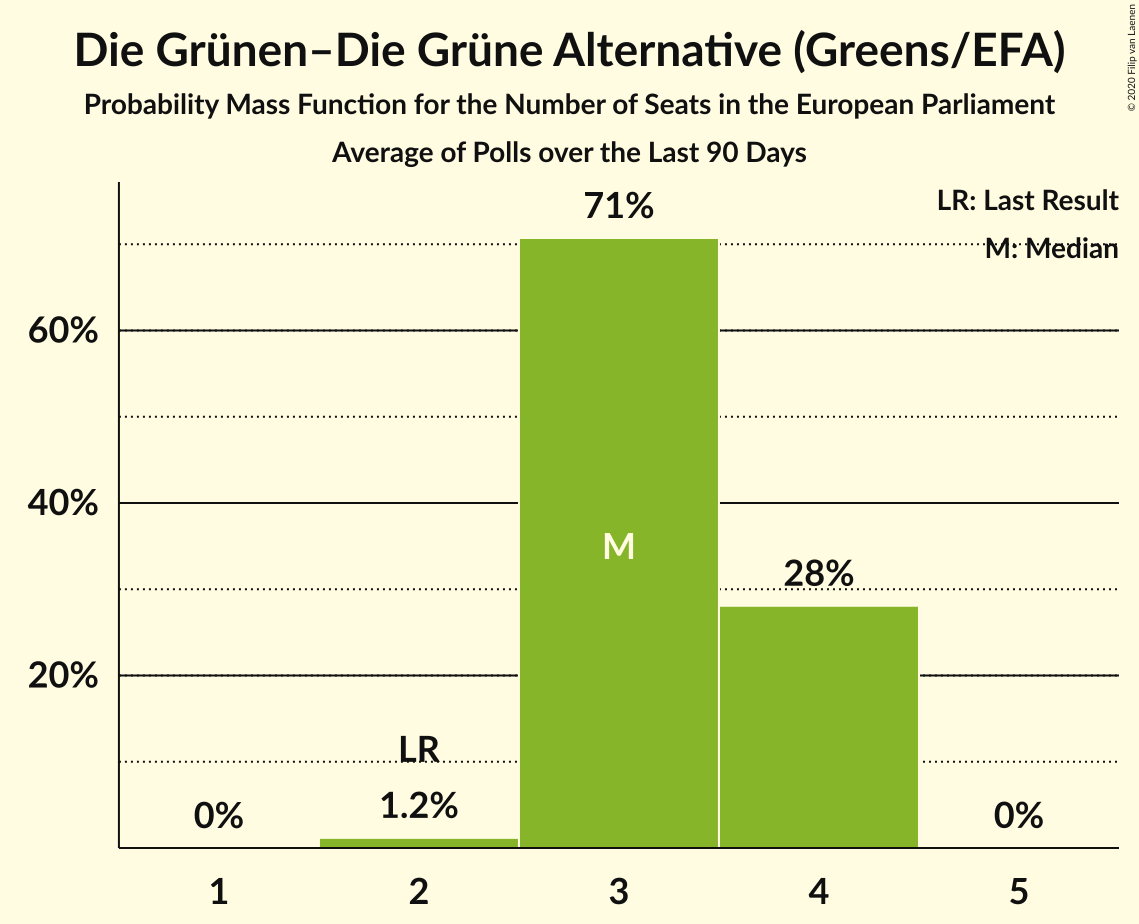 Die Grünen–Die Grüne Alternative (Greens/EFA)
Probability Mass Function for the Number of Seats in the European Parliament
Average of Polls over the Last 90 Days
© 2020 Filip van Laenen
LR: Last Result
M: Median
71%
60%
40%
M
28%
20%
LR
0%
1.2%
0%
1
2
3
4
5